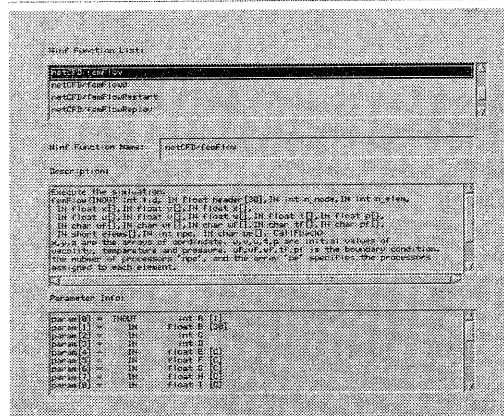 Ninf Function List:
netCFD/femFlow
netCFD/femFlowB
netCFD/femFlowRestart
netCFD/femFlowReplay
Ninf Function Name: netCFD/femFlow
Description:
Execute the simulation:
femFlow(INOUT int A id, IN float header[30], IN int n_node, IN int n_elem,
IN float x[], IN float y[], IN float z[],
IN float u[], IN float v[], IN float w[], IN float t[], IN float p[],
IN char uf[], IN char vf[], IN char wf[], IN char tf[], IN char pf[],
IN short elems[], IN int npe, IN char pe[],
x,y,z are the arrays of cordinate. u,v,w,t,p are initial values of
velocity, temparature, pressure. uf,vf,wf,tf,pf is the boundary condition.
the number of processors 'npe', and the array 'pe' specifies the processors
assigned to each element.
Parameter Info:
param[0] = INOUT int A [1]
param[1] = IN float B [30]
param[2] = IN int C
param[3] = IN int D
param[4] = IN float E [C]
param[5] = IN float F [C]
param[6] = IN float G [C]
param[7] = IN float H [C]
param[8] = IN float I [C]